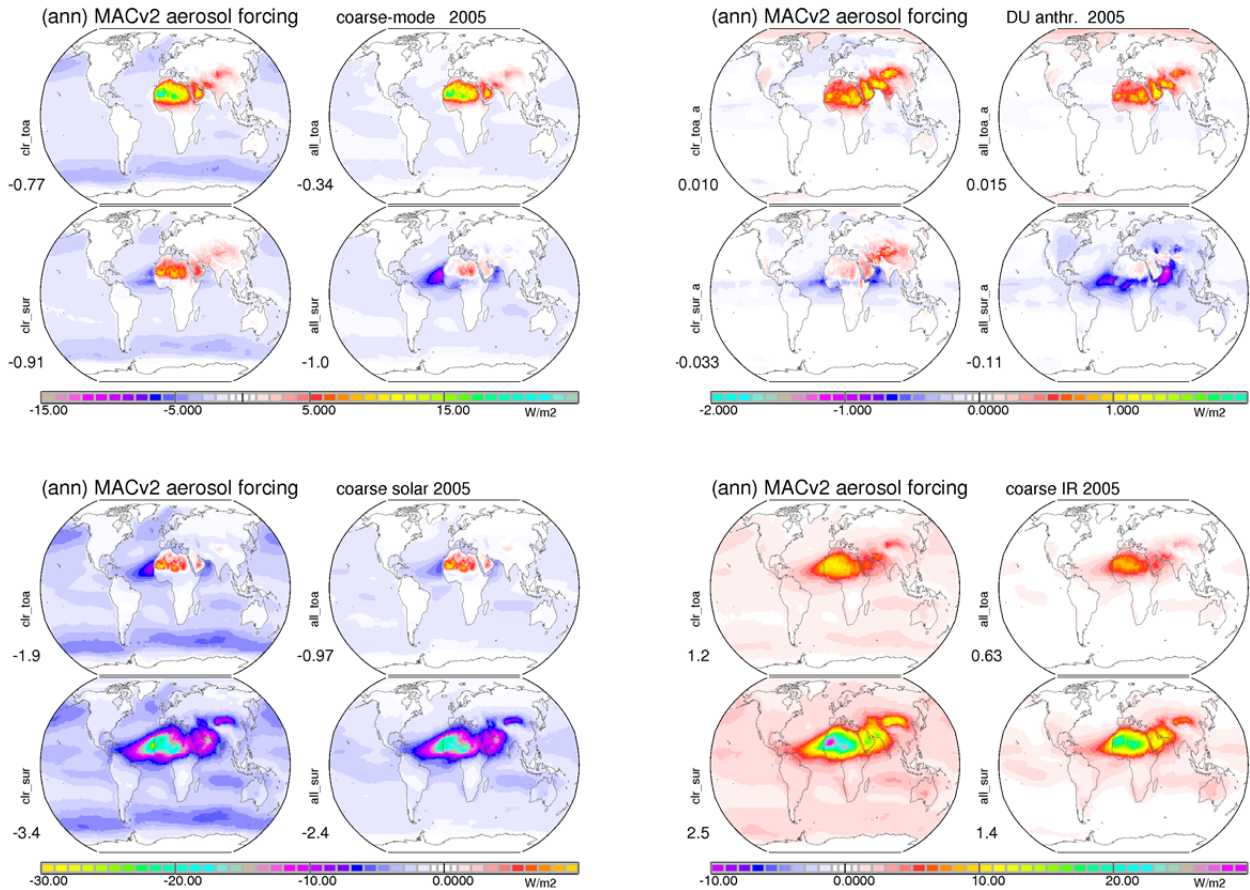 (ann) MACv2 aerosol forcing coarse-mode 2005
clr_toa
-0.77
all_toa
-0.34
clr_sur
-0.91
all_sur
-1.0
-15.00 -5.000 5.000 15.00 W/m2
(ann) MACv2 aerosol forcing DU anthr. 2005
clr_toa_a
0.010
all_toa_a
0.015
clr_sur_a
-0.033
all_sur_a
-0.11
-2.000 -1.000 0.0000 1.000 W/m2
(ann) MACv2 aerosol forcing coarse solar 2005
clr_toa
-1.9
all_toa
-0.97
clr_sur
-3.4
all_sur
-2.4
-30.00 -20.00 -10.00 0.0000 W/m2
(ann) MACv2 aerosol forcing coarse IR 2005
clr_toa
1.2
all_toa
0.63
clr_sur
2.5
all_sur
1.4
-10.00 0.0000 10.00 20.00 W/m2